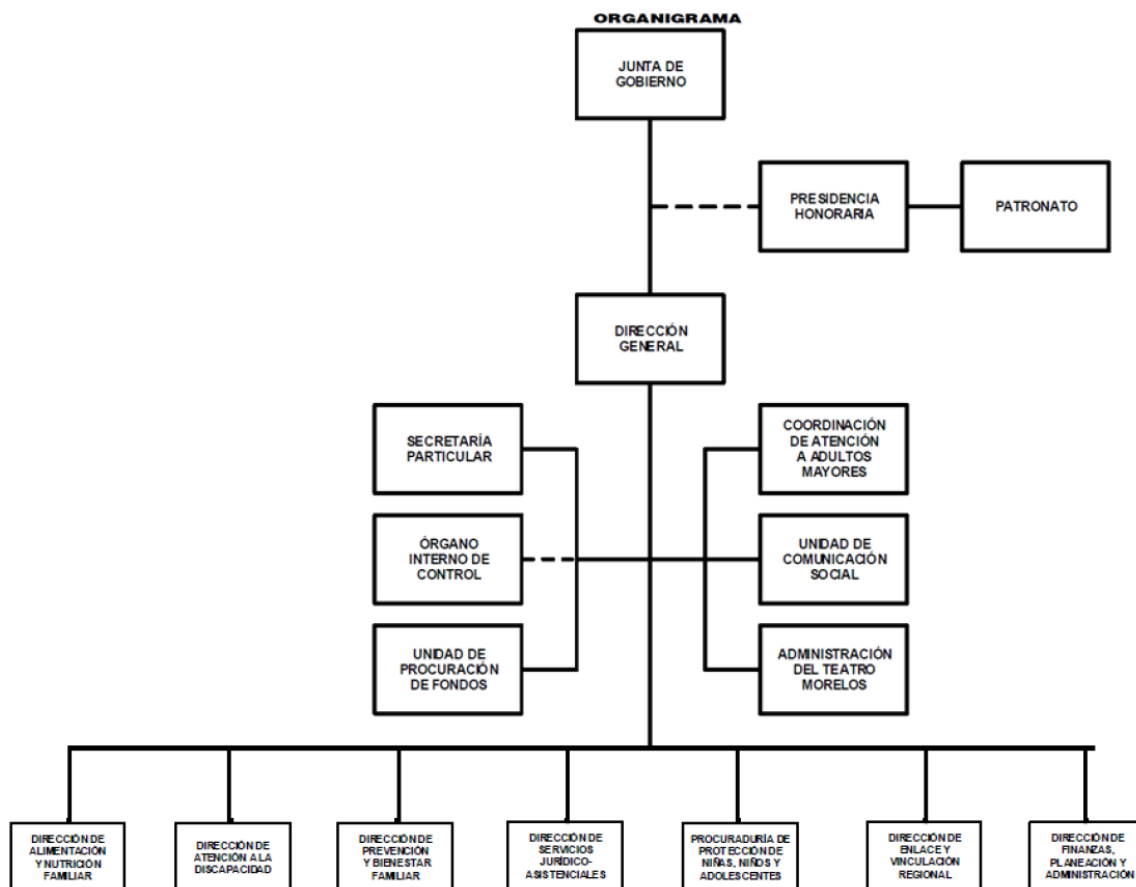 ORGANIGRAMA
JUNTA DE
GOBIERNO
PRESIDENCIA
HONORARIA
PATRONATO
DIRECCIÓN
GENERAL
SECRETARÍA
PARTICULAR
COORDINACIÓN
DE ATENCIÓN
A ADULTOS
MAYORES
ÓRGANO
INTERNO DE
CONTROL
UNIDAD DE
COMUNICACIÓN
SOCIAL
UNIDAD DE
PROCURACIÓN
DE FONDOS
ADMINISTRACIÓN
DEL TEATRO
MORELOS
DIRECCIÓN DE
ALIMENTACIÓN
Y NUTRICIÓN
FAMILIAR
DIRECCIÓN DE
ATENCIÓN A LA
DISCAPACIDAD
DIRECCIÓN DE
PREVENCIÓN
Y BIENESTAR
FAMILIAR
DIRECCIÓN DE
SERVICIOS
JURÍDICO-
ASISTENCIALES
PROCURADURÍA DE
PROTECCIÓN DE
NIÑAS, NIÑOS Y
ADOLESCENTES
DIRECCIÓN DE
ENLACE Y
VINCULACIÓN
REGIONAL
DIRECCIÓN DE
FINANZAS,
PLANEACIÓN Y
ADMINISTRACIÓN